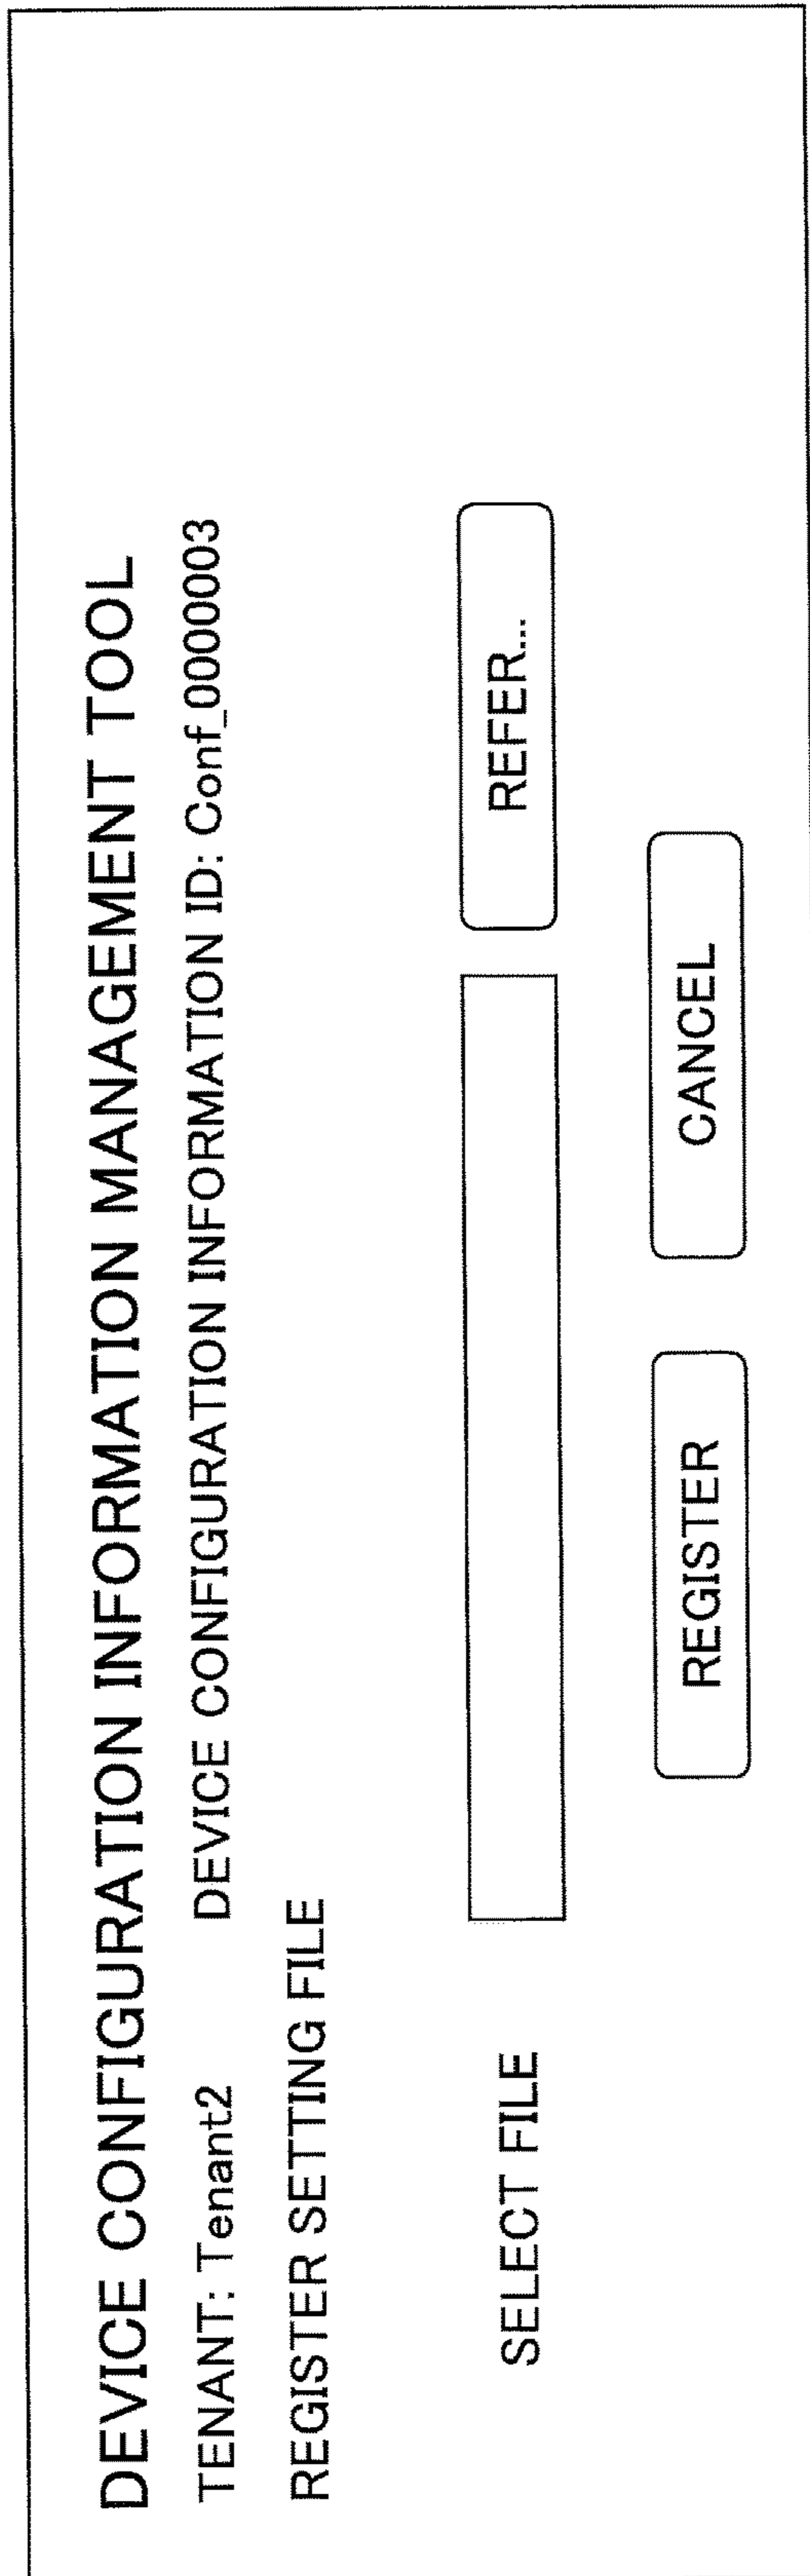 DEVICE CONFIGURATION INFORMATION MANAGEMENT TOOL
TENANT: Tenant2 DEVICE CONFIGURATION INFORMATION ID: Conf_0000003
REGISTER SETTING FILE
SELECT FILE REFER...
REGISTER CANCEL